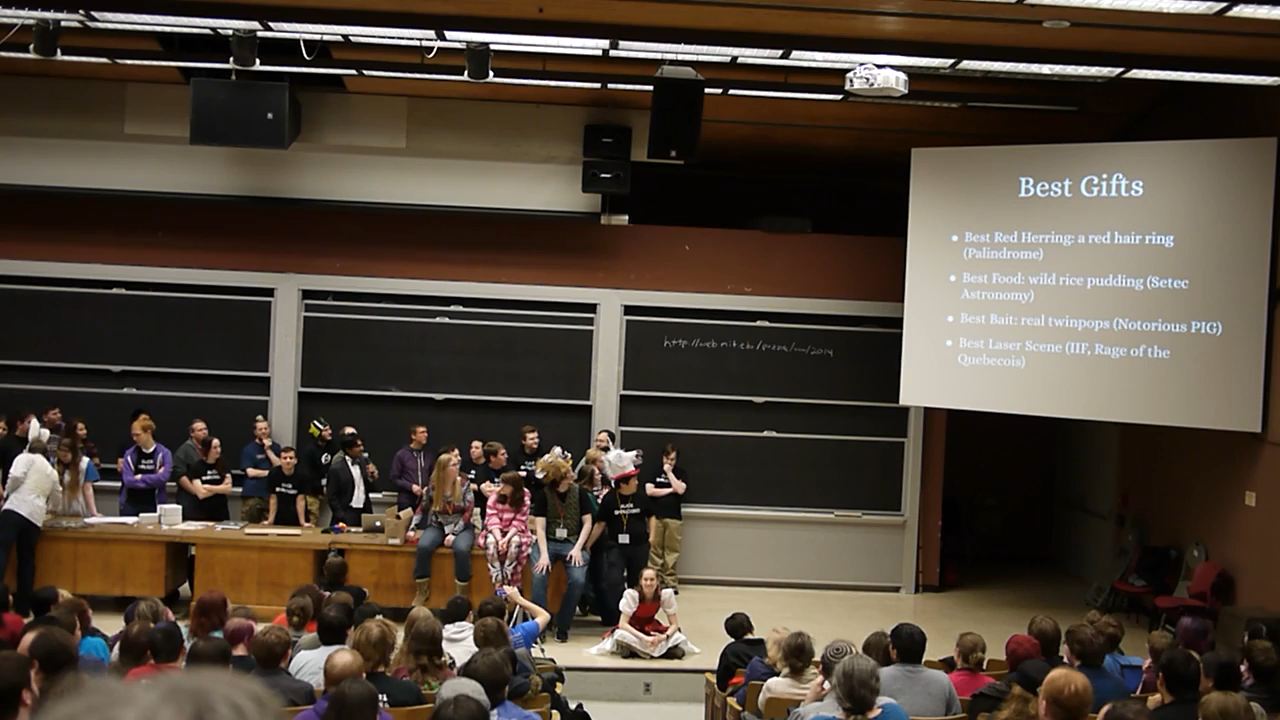 Best Gifts
• Best Red Herring: a red hair ring
(Palindrome)
• Best Food: wild rice pudding (Setec
Astronomy)
• Best Bait: real twinpops (Notorious PIG)
• Best Laser Scene (IIF, Rage of the
Quebecois)